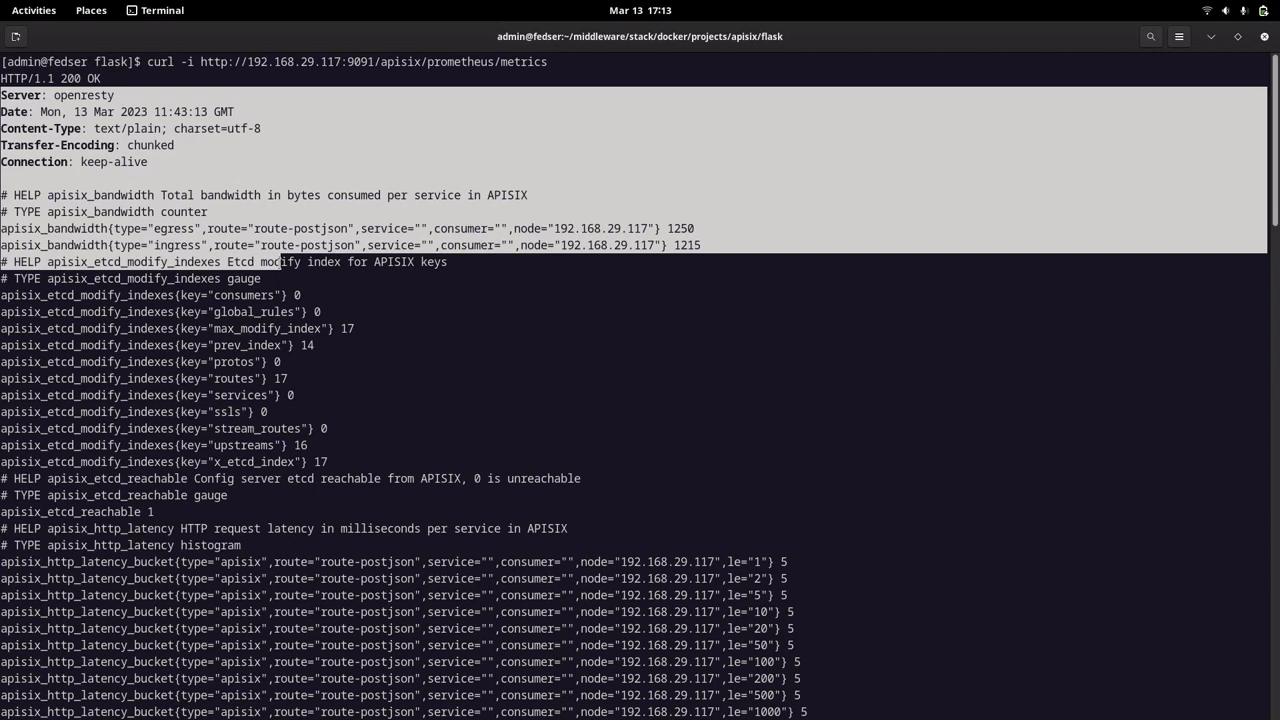 Activities Places Terminal Mar 13 17:13
admin@fedser:~/middleware/stack/docker/projects/apisix/flask
[admin@fedser flask]$ curl -i http://192.168.29.117:9091/apisix/prometheus/metrics
HTTP/1.1 200 OK
Server: openresty
Date: Mon, 13 Mar 2023 11:43:13 GMT
Content-Type: text/plain; charset=utf-8
Transfer-Encoding: chunked
Connection: keep-alive
# HELP apisix_bandwidth Total bandwidth in bytes consumed per service in APISIX
# TYPE apisix_bandwidth counter
apisix_bandwidth{type="egress",route="route-postjson",service="",consumer="",node="192.168.29.117"} 1250
apisix_bandwidth{type="ingress",route="route-postjson",service="",consumer="",node="192.168.29.117"} 1215
# HELP apisix_etcd_modify_indexes Etcd modify index for APISIX keys
# TYPE apisix_etcd_modify_indexes gauge
apisix_etcd_modify_indexes{key="consumers"} 0
apisix_etcd_modify_indexes{key="global_rules"} 0
apisix_etcd_modify_indexes{key="max_modify_index"} 17
apisix_etcd_modify_indexes{key="prev_index"} 14
apisix_etcd_modify_indexes{key="protos"} 0
apisix_etcd_modify_indexes{key="routes"} 17
apisix_etcd_modify_indexes{key="services"} 0
apisix_etcd_modify_indexes{key="ssls"} 0
apisix_etcd_modify_indexes{key="stream_routes"} 0
apisix_etcd_modify_indexes{key="upstreams"} 16
apisix_etcd_modify_indexes{key="x_etcd_index"} 17
# HELP apisix_etcd_reachable Config server etcd reachable from APISIX, 0 is unreachable
# TYPE apisix_etcd_reachable gauge
apisix_etcd_reachable 1
# HELP apisix_http_latency HTTP request latency in milliseconds per service in APISIX
# TYPE apisix_http_latency histogram
apisix_http_latency_bucket{type="apisix",route="route-postjson",service="",consumer="",node="192.168.29.117",le="1"} 5
apisix_http_latency_bucket{type="apisix",route="route-postjson",service="",consumer="",node="192.168.29.117",le="2"} 5
apisix_http_latency_bucket{type="apisix",route="route-postjson",service="",consumer="",node="192.168.29.117",le="5"} 5
apisix_http_latency_bucket{type="apisix",route="route-postjson",service="",consumer="",node="192.168.29.117",le="10"} 5
apisix_http_latency_bucket{type="apisix",route="route-postjson",service="",consumer="",node="192.168.29.117",le="20"} 5
apisix_http_latency_bucket{type="apisix",route="route-postjson",service="",consumer="",node="192.168.29.117",le="50"} 5
apisix_http_latency_bucket{type="apisix",route="route-postjson",service="",consumer="",node="192.168.29.117",le="100"} 5
apisix_http_latency_bucket{type="apisix",route="route-postjson",service="",consumer="",node="192.168.29.117",le="200"} 5
apisix_http_latency_bucket{type="apisix",route="route-postjson",service="",consumer="",node="192.168.29.117",le="500"} 5
apisix_http_latency_bucket{type="apisix",route="route-postjson",service="",consumer="",node="192.168.29.117",le="1000"} 5